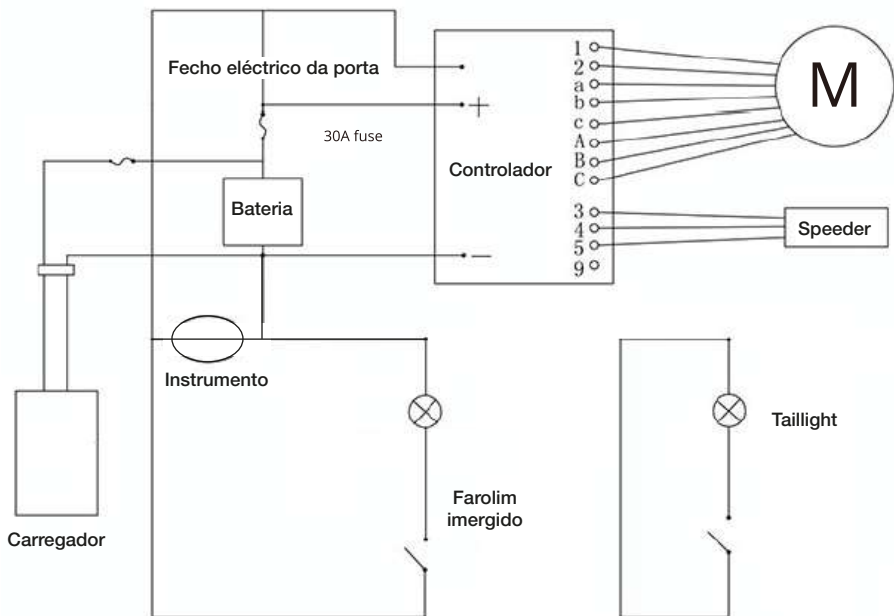 Fecho eléctrico da porta
+
30A fuse
Controlador
Bateria
−
1
2
a
b
c
A
B
C
3
4
5
9
M
Speeder
Instrumento
Carregador
Farolim
imergido
Taillight